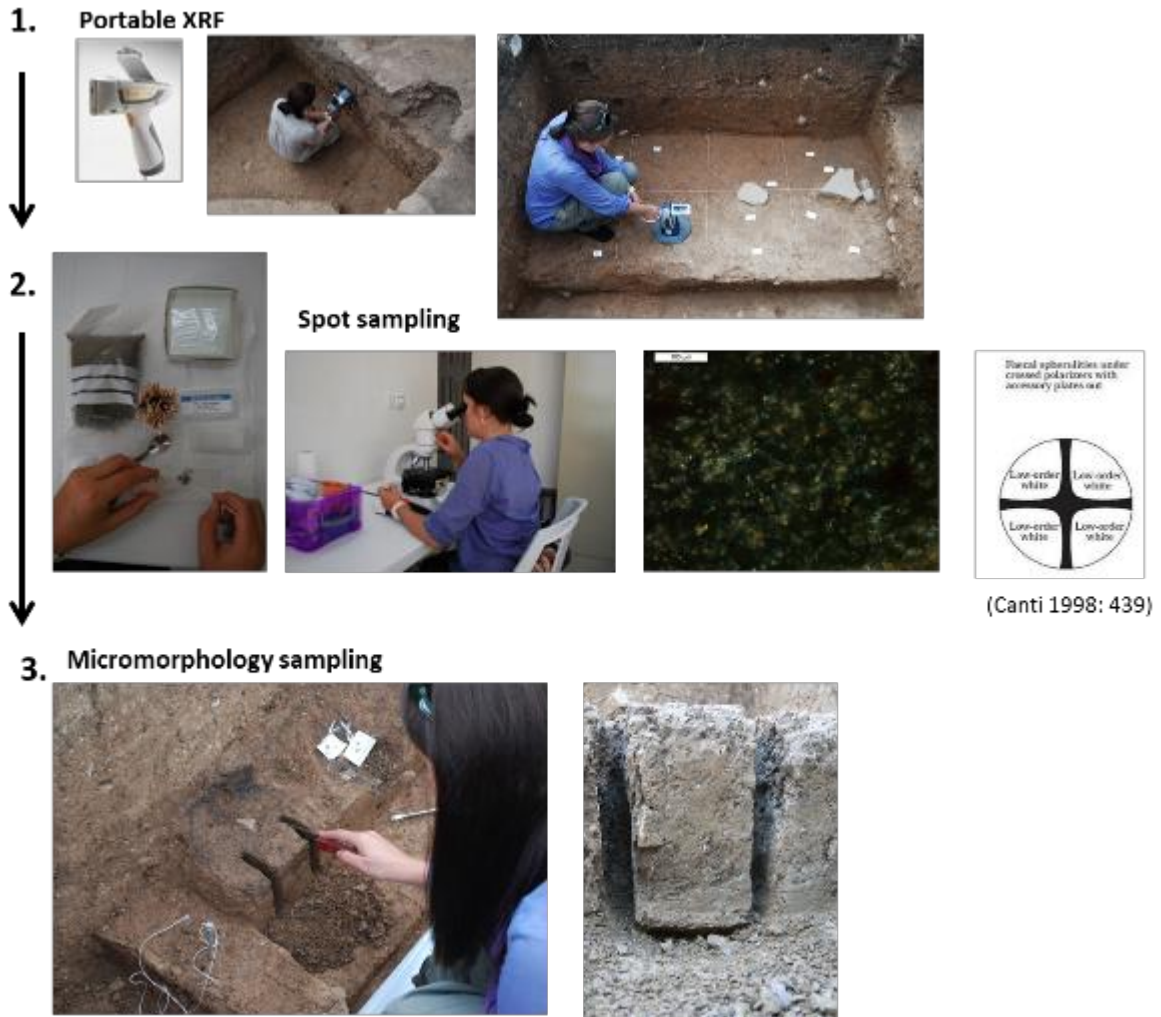 1.
Portable XRF
2.
Spot sampling
Faecal spherulities under
crossed polarizers with
accessory plates out
Low-order
white
Low-order
white
Low-order
white
Low-order
white
(Canti 1998: 439)
3.
Micromorphology sampling